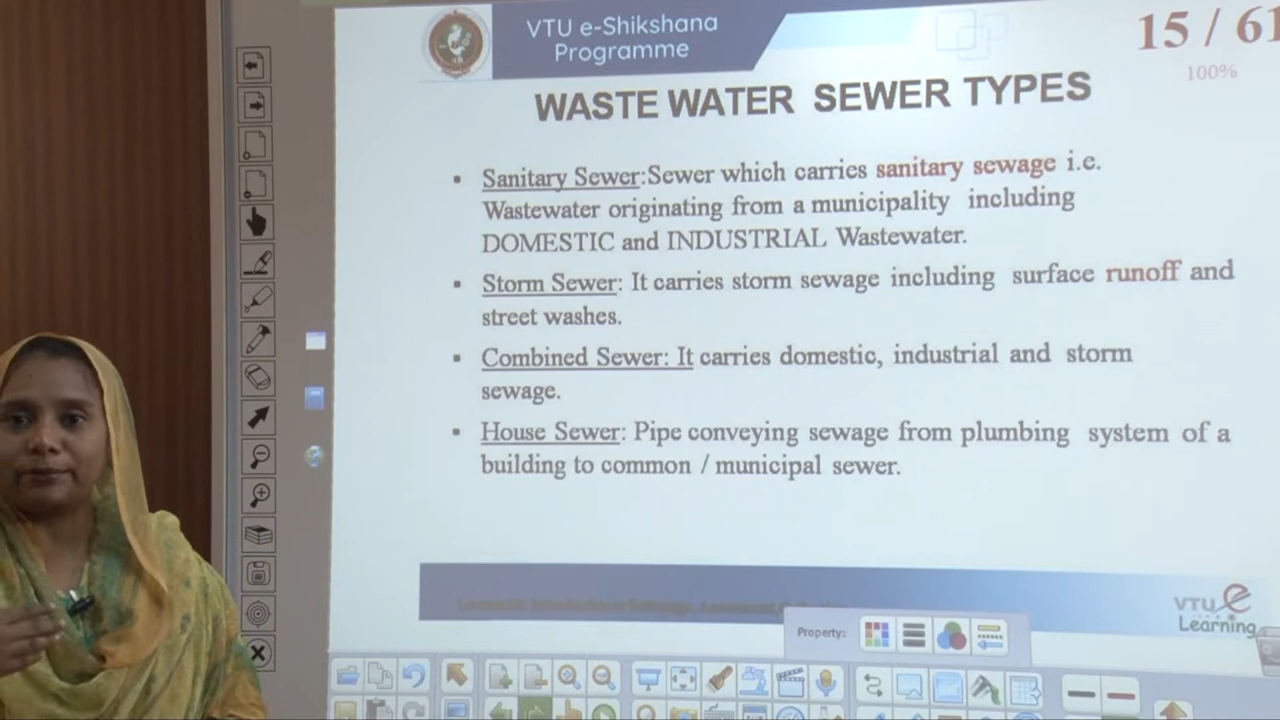 VTU e-Shikshana
Programme
15 / 61
100%
WASTE WATER SEWER TYPES
▪ Sanitary Sewer:Sewer which carries sanitary sewage i.e.
Wastewater originating from a municipality including
DOMESTIC and INDUSTRIAL Wastewater.
▪ Storm Sewer: It carries storm sewage including surface runoff and
street washes.
▪ Combined Sewer: It carries domestic, industrial and storm
sewage.
▪ House Sewer: Pipe conveying sewage from plumbing system of a
building to common / municipal sewer.
VTU e
Learning
Property: